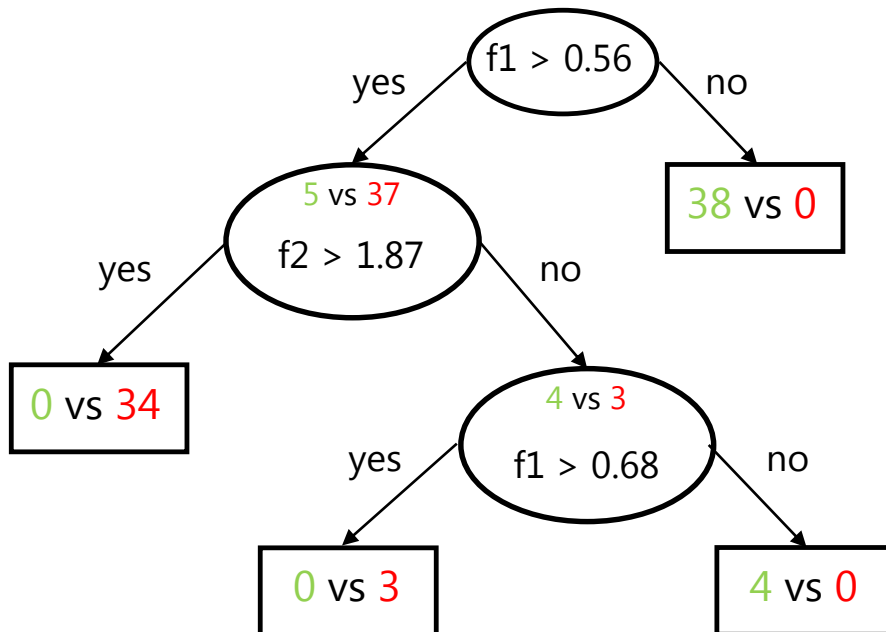 f1 > 0.56
yes
no
5 vs 37
f2 > 1.87
38 vs 0
yes
no
0 vs 34
4 vs 3
f1 > 0.68
yes
no
0 vs 3
4 vs 0